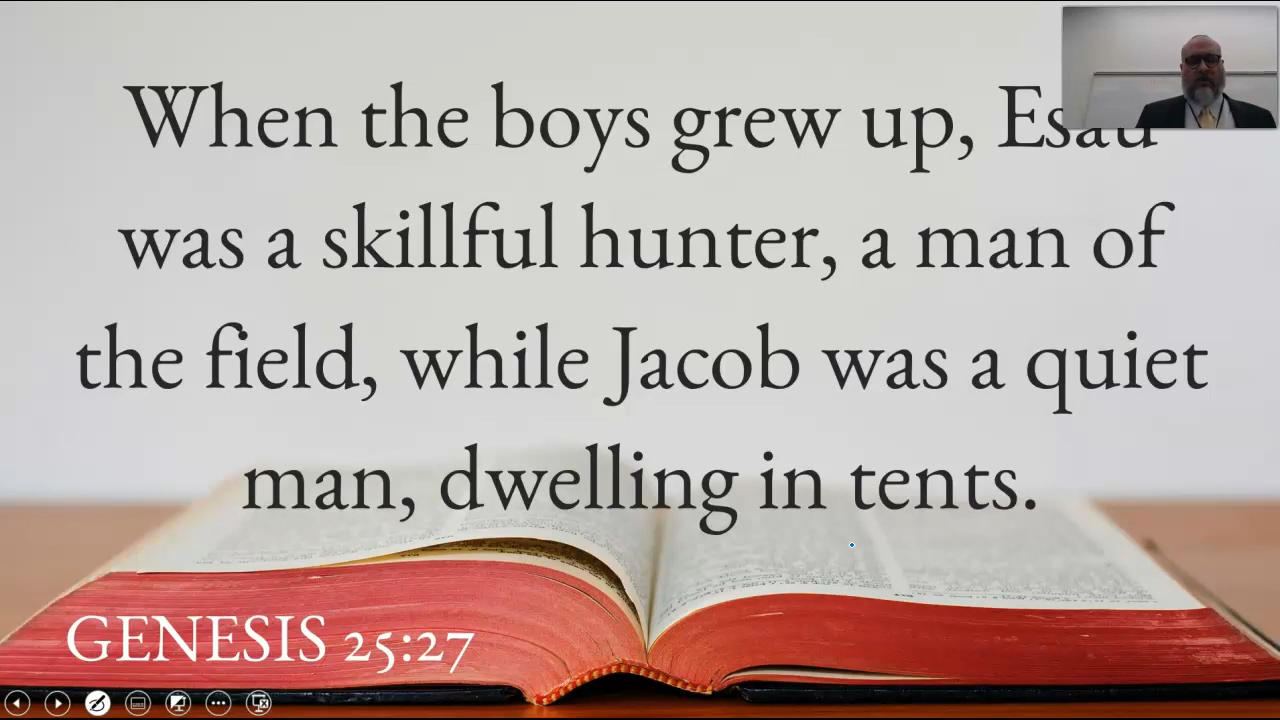 When the boys grew up, Esau
was a skillful hunter, a man of
the field, while Jacob was a quiet
man, dwelling in tents.
GENESIS 25:27